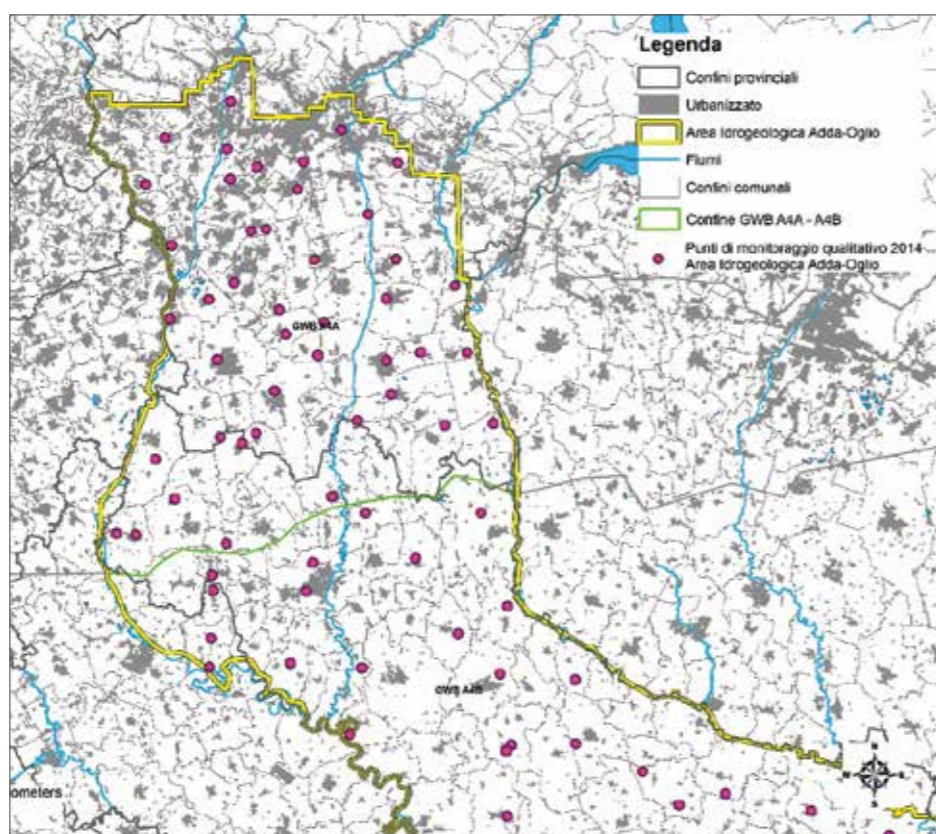 Legenda
Confini provinciali
Urbanizzato
Area Idrogeologica Adda-Oglio
Fiumi
Confini comunali
Confine GWB A4A - A4B
Punti di monitoraggio qualitativo 2014
Area Idrogeologica Adda-Oglio
GWB A4A
GWB A4B
N
S
ometers